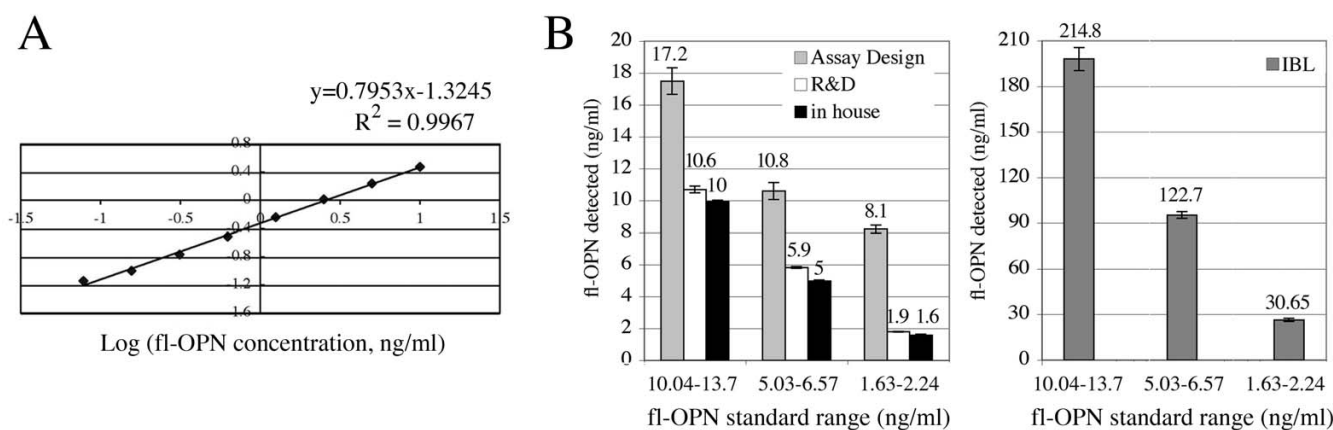 A
y=0.7953x-1.3245
R² = 0.9967
0.8
0.4
0
-1.5 -1 -0.5 0 0.5 1 1.5
-0.4
-0.8
-1.2
1.6
Log (fl-OPN concentration, ng/ml)
B
fl-OPN detected (ng/ml)
20
18
16
14
12
10
8
6
4
2
0
17.2
10.6
10
10.8
5.9
5
8.1
1.9
1.6
Assay Design
R&D
in house
10.04-13.7 5.03-6.57 1.63-2.24
fl-OPN standard range (ng/ml)
fl-OPN detected (ng/ml)
210
180
150
120
90
60
30
0
214.8
122.7
30.65
IBL
10.04-13.7 5.03-6.57 1.63-2.24
fl-OPN standard range (ng/ml)